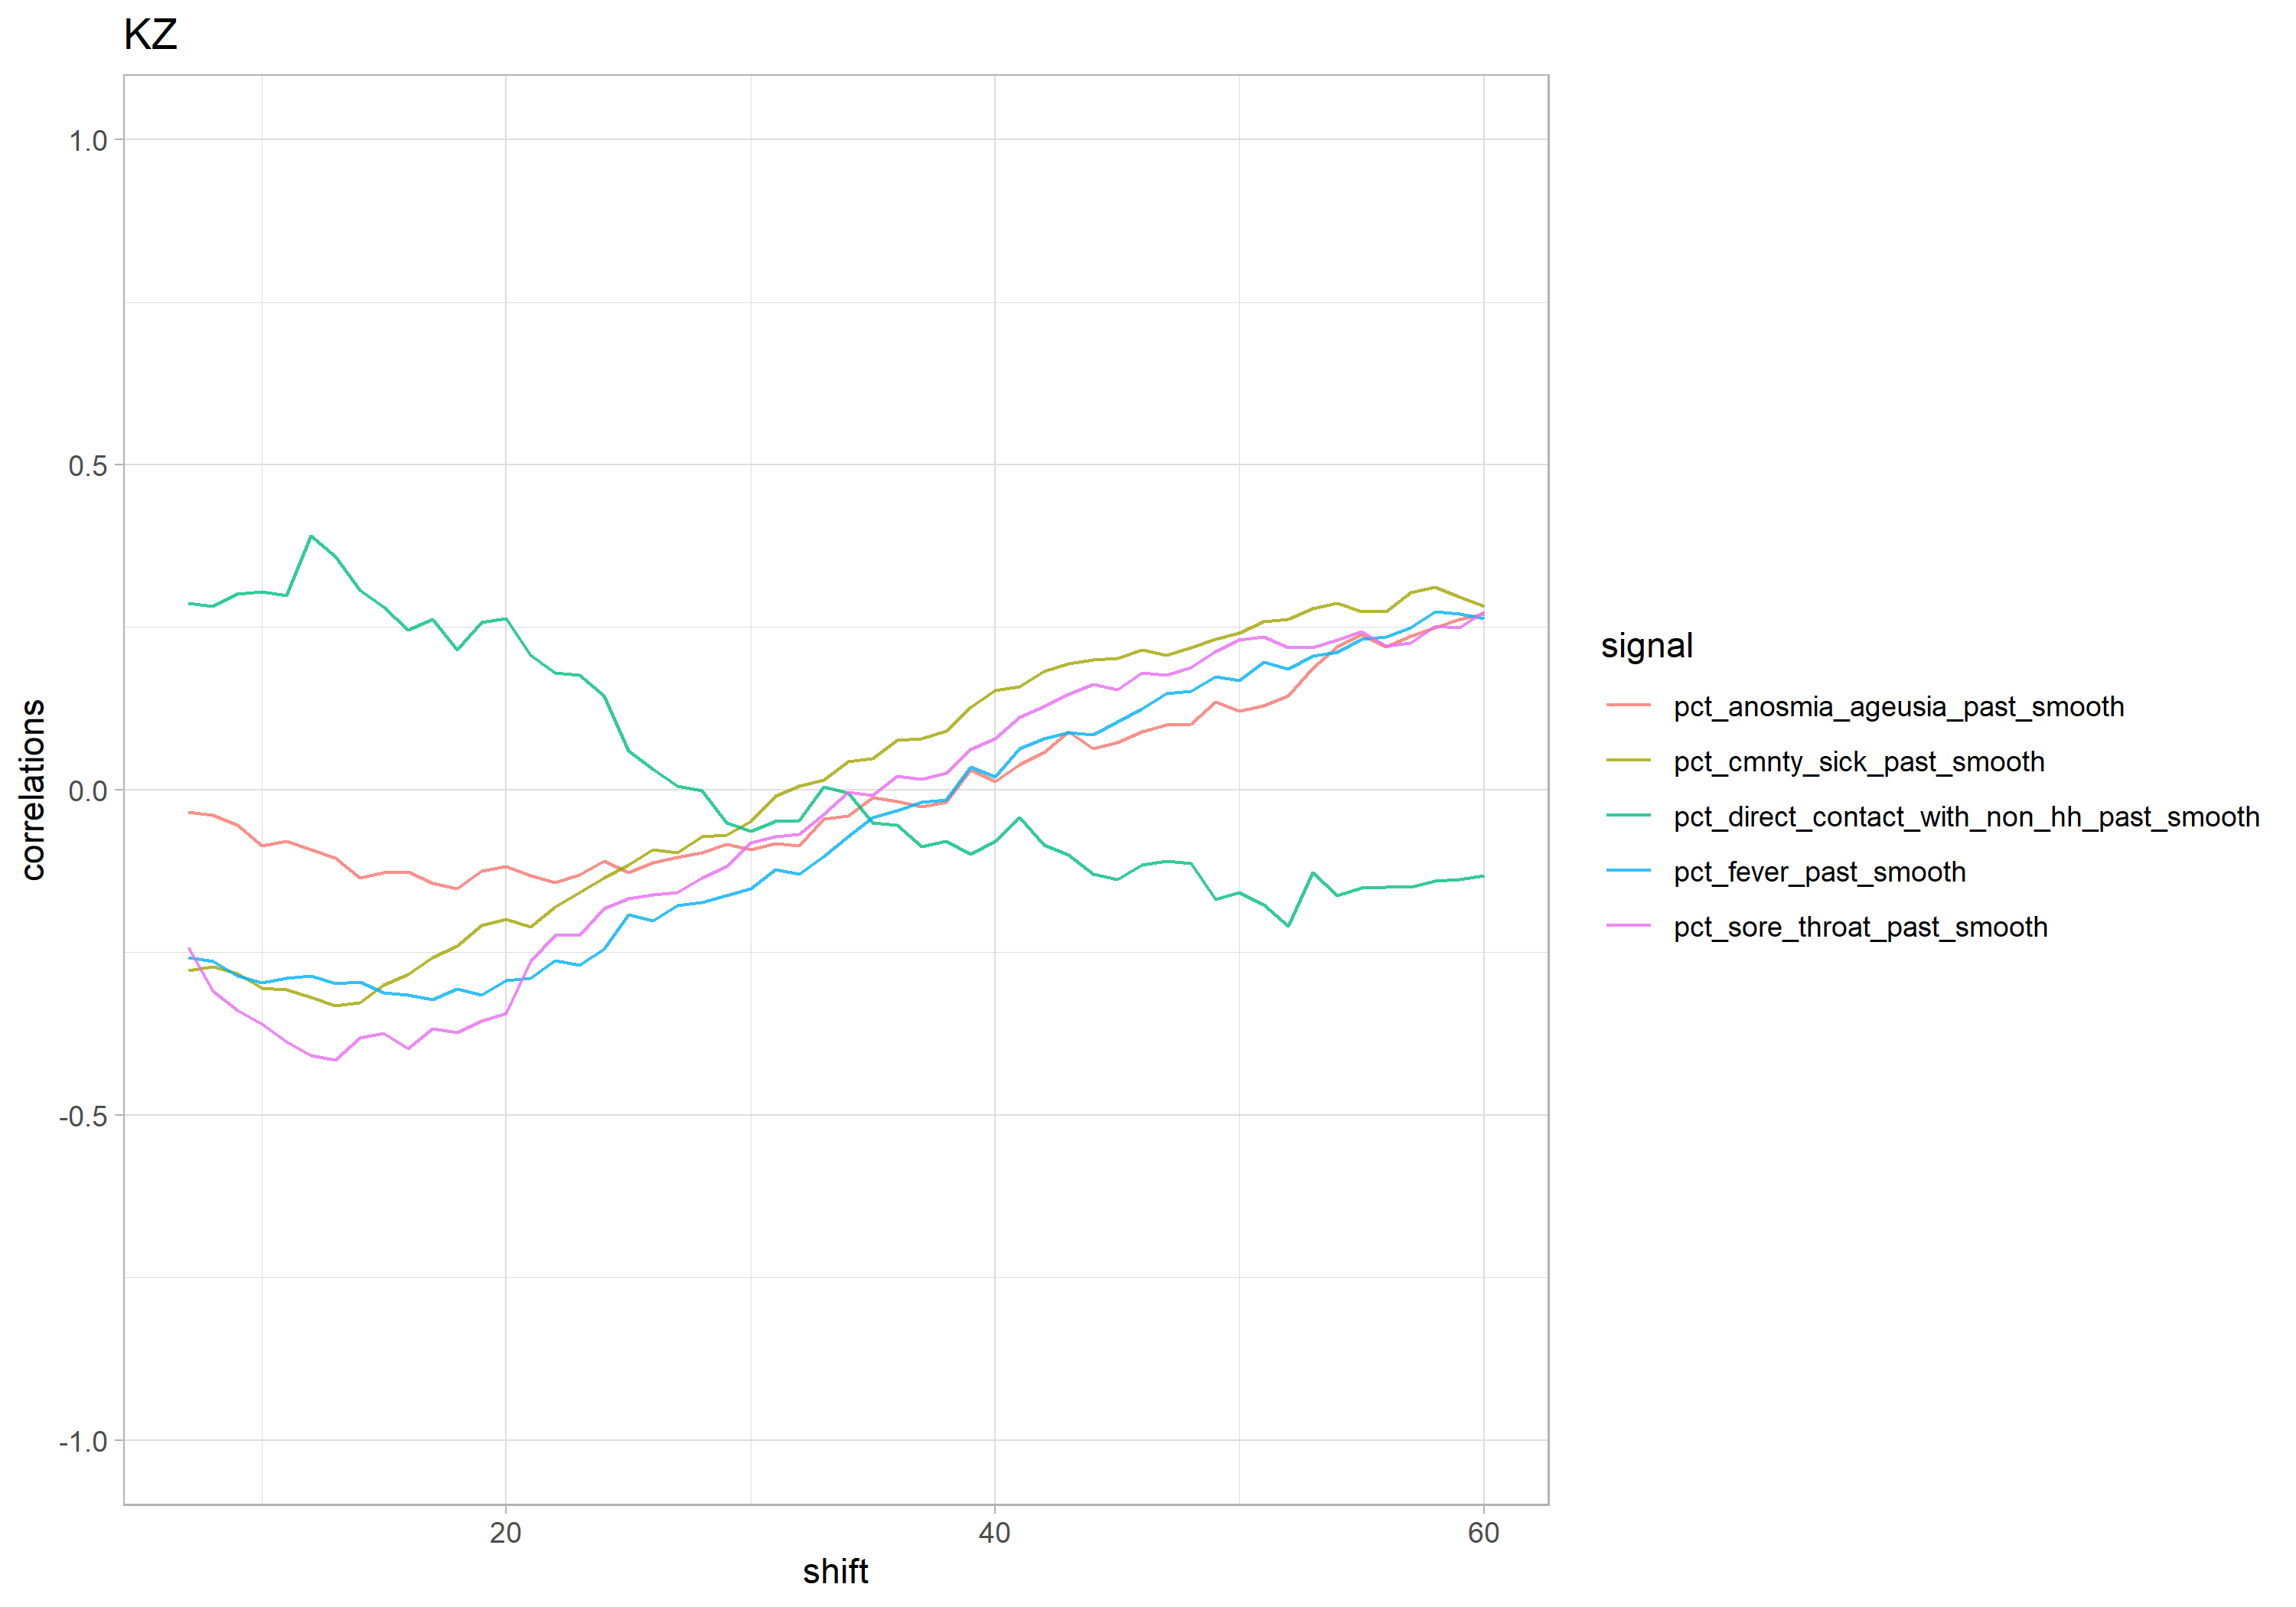 KZ
1.0
0.5
0.0
-0.5
-1.0
correlations
20 40 60
shift
signal
pct_anosmia_ageusia_past_smooth
pct_cmnty_sick_past_smooth
pct_direct_contact_with_non_hh_past_smooth
pct_fever_past_smooth
pct_sore_throat_past_smooth